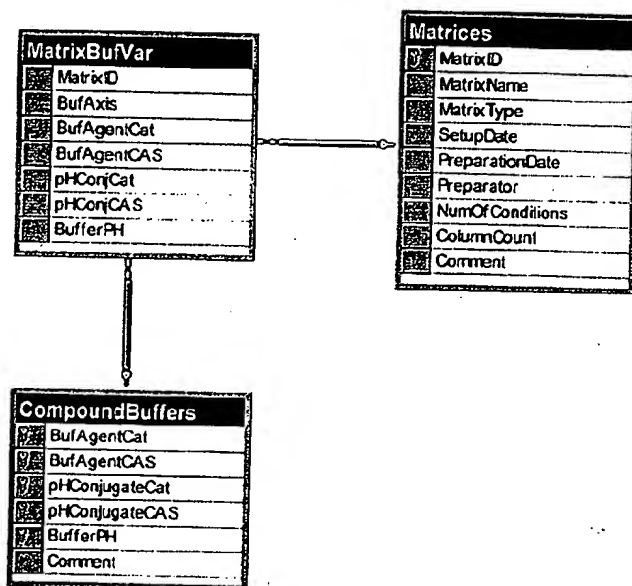 MatrixBufVar
MatrixID
BufAxis
BufAgentCat
BufAgentCAS
pHConjCat
pHConjCAS
BufferPH
Matrices
MatrixID
MatrixName
MatrixType
SetupDate
PreparationDate
Preparator
NumOfConditions
ColumnCount
Comment
CompoundBuffers
BufAgentCat
BufAgentCAS
pHConjugateCat
pHConjugateCAS
BufferPH
Comment